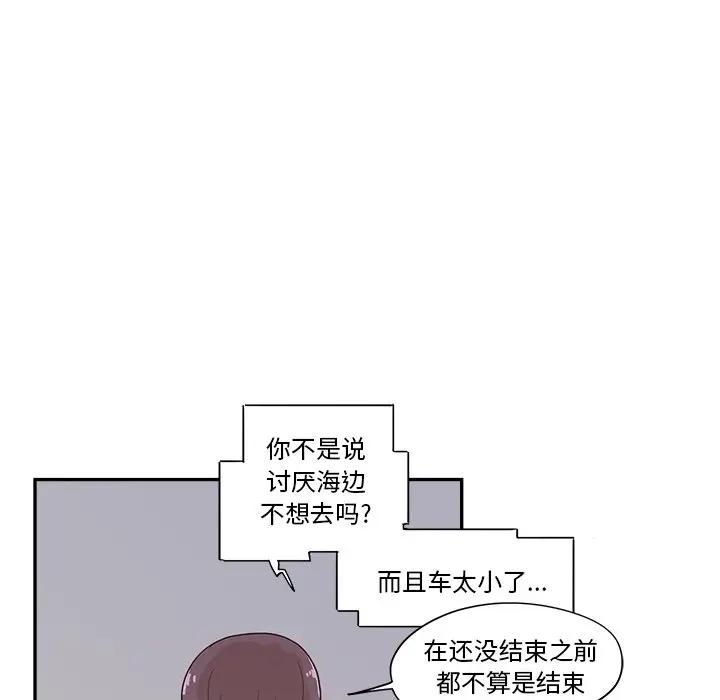 你不是说
讨厌海边
不想去吗?
而且车太小了...
在还没结束之前
都不算是结束